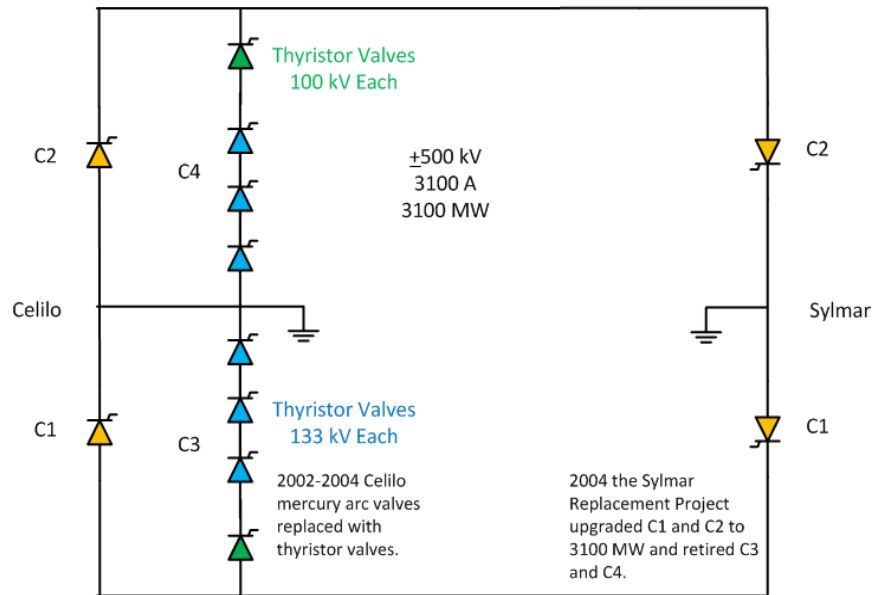 Thyristor Valves
100 kV Each
C2
C4
+500 kV
3100 A
3100 MW
C2
Celilo
Sylmar
C1
C3
Thyristor Valves
133 kV Each
C1
2002-2004 Celilo
mercury arc valves
replaced with
thyristor valves.
2004 the Sylmar
Replacement Project
upgraded C1 and C2 to
3100 MW and retired C3
and C4.